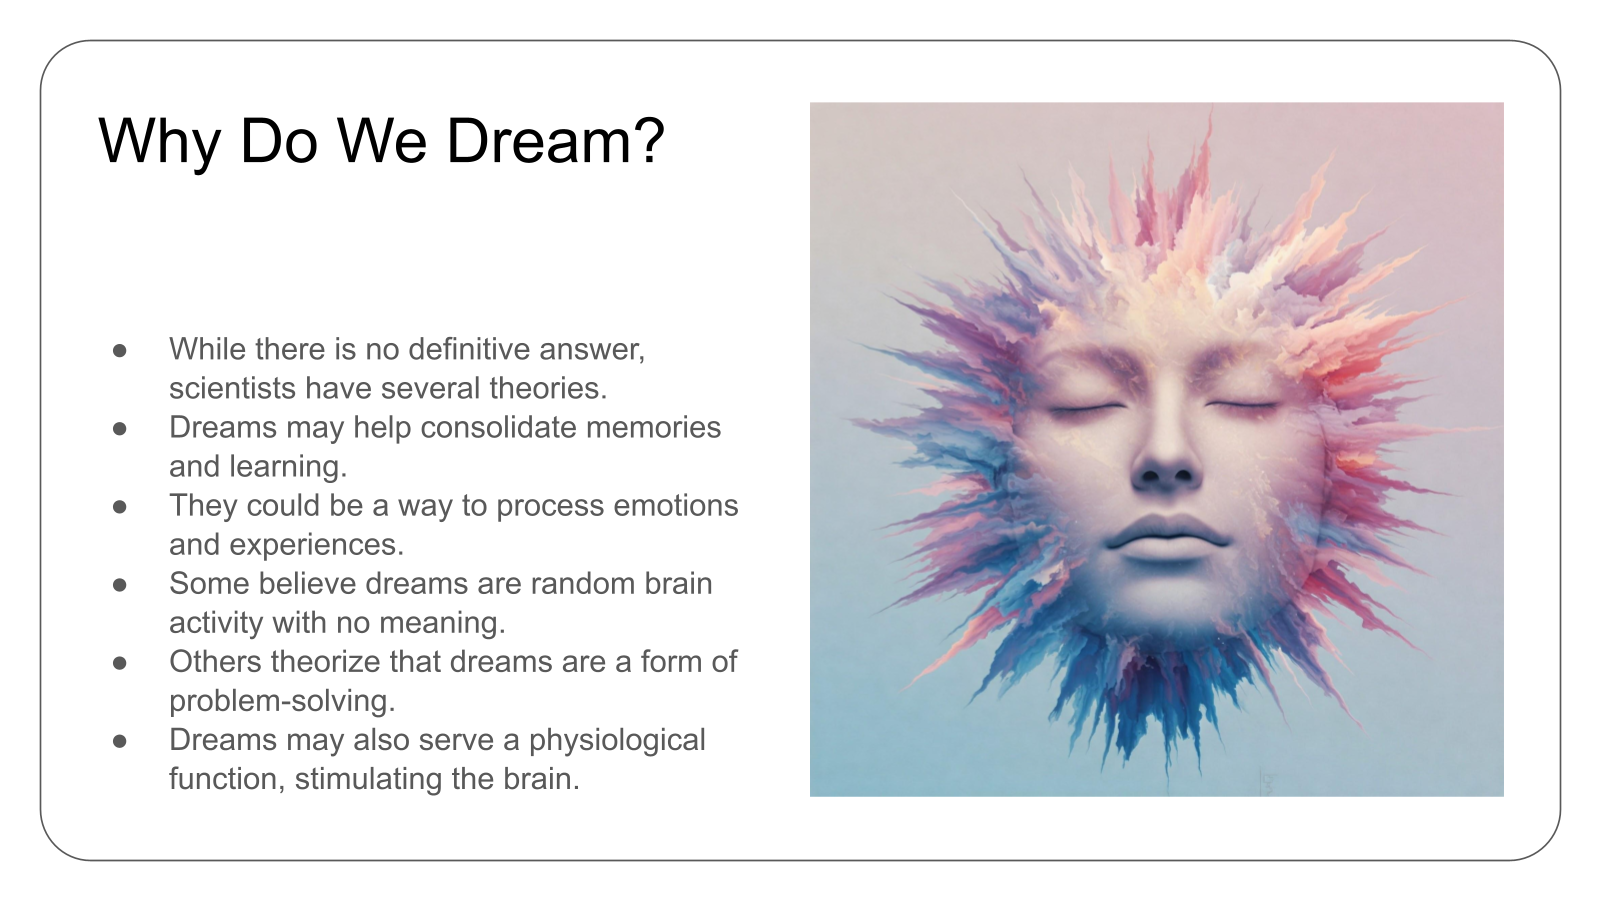 Why Do We Dream?
● While there is no definitive answer,
scientists have several theories.
● Dreams may help consolidate memories
and learning.
● They could be a way to process emotions
and experiences.
● Some believe dreams are random brain
activity with no meaning.
● Others theorize that dreams are a form of
problem-solving.
● Dreams may also serve a physiological
function, stimulating the brain.